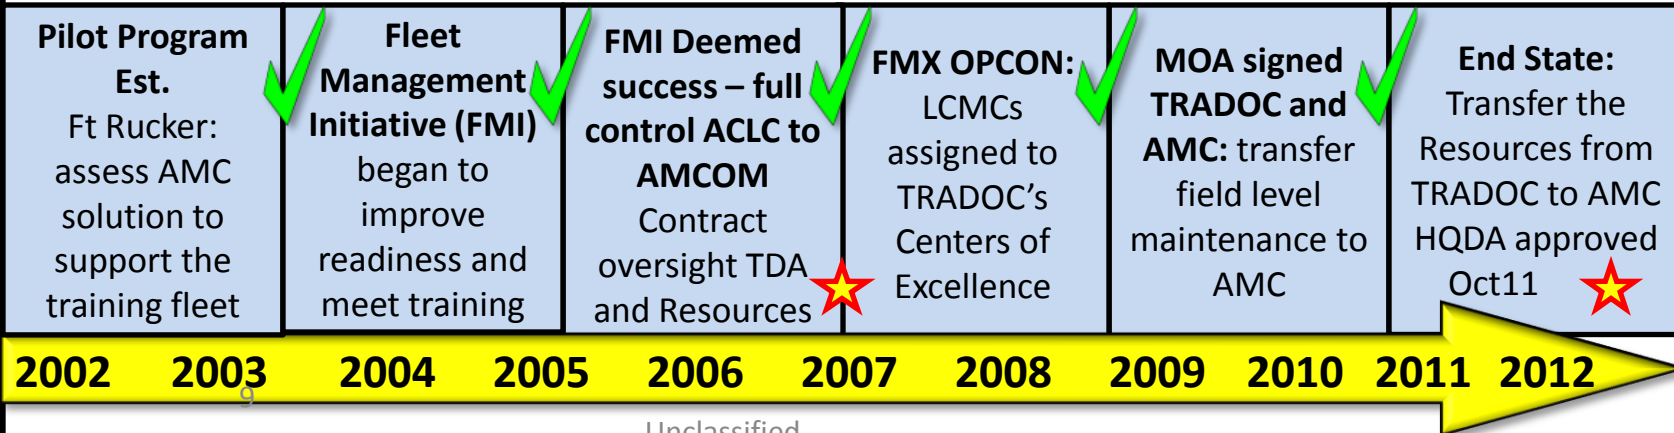 Pilot Program
Est.
Ft Rucker:
assess AMC
solution to
support the
training fleet
Fleet
Management
Initiative (FMI)
began to
improve
readiness and
meet training
FMI Deemed
success – full
control ACLC to
AMCOM
Contract
oversight TDA
and Resources
FMX OPCON:
LCMCs
assigned to
TRADOC's
Centers of
Excellence
MOA signed
TRADOC and
AMC: transfer
field level
maintenance to
AMC
End State:
Transfer the
Resources from
TRADOC to AMC
HQDA approved
Oct11
2002 2003 2004 2005 2006 2007 2008 2009 2010 2011 2012
9
Unclassified